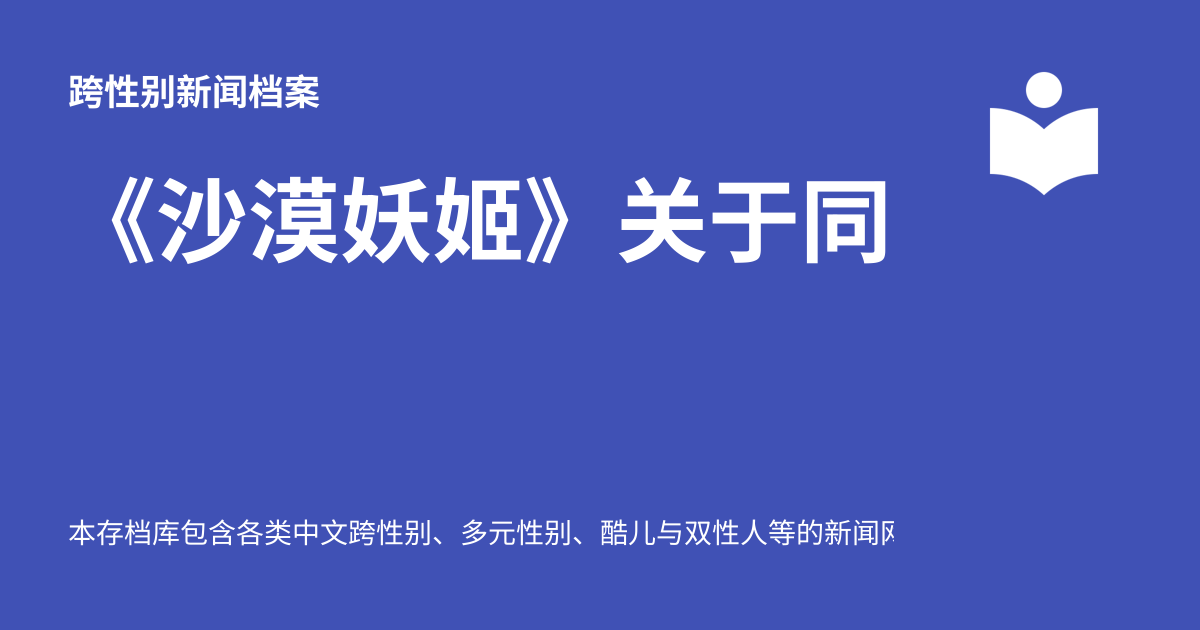 跨性别新闻档案
《沙漠妖姬》关于同
本存档库包含各类中文跨性别、多元性别、酷儿与双性人等的新闻